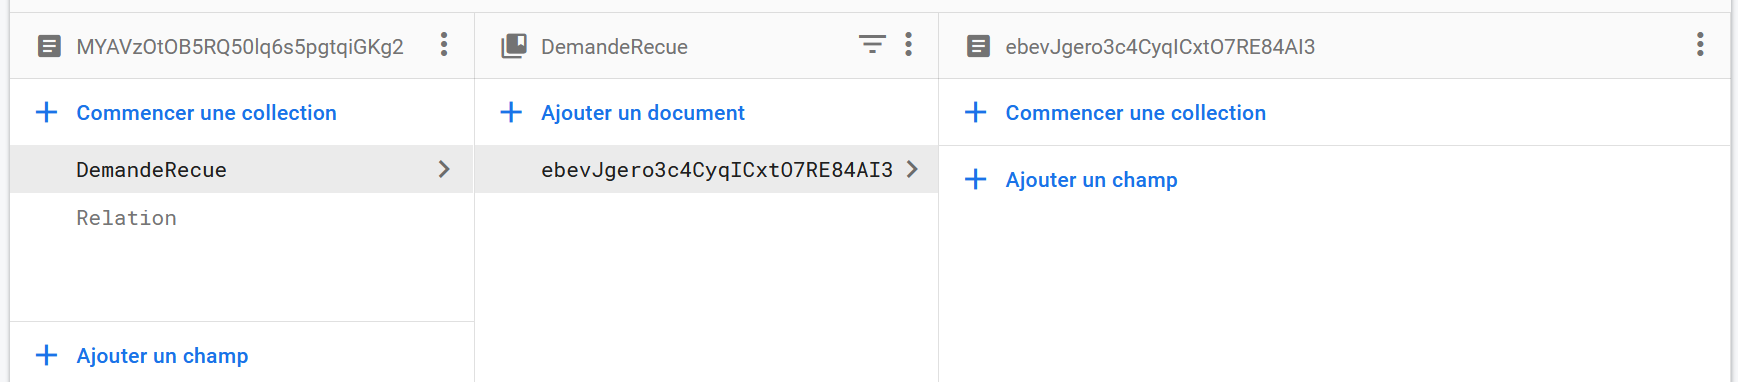 MYAVzOtOB5RQ50lq6s5pgtqiGKg2
DemandeRecue
ebevJgero3c4CyqICxtO7RE84AI3
Commencer une collection
Ajouter un document
Commencer une collection
DemandeRecue
ebevJgero3c4CyqICxtO7RE84AI3
Ajouter un champ
Relation
Ajouter un champ